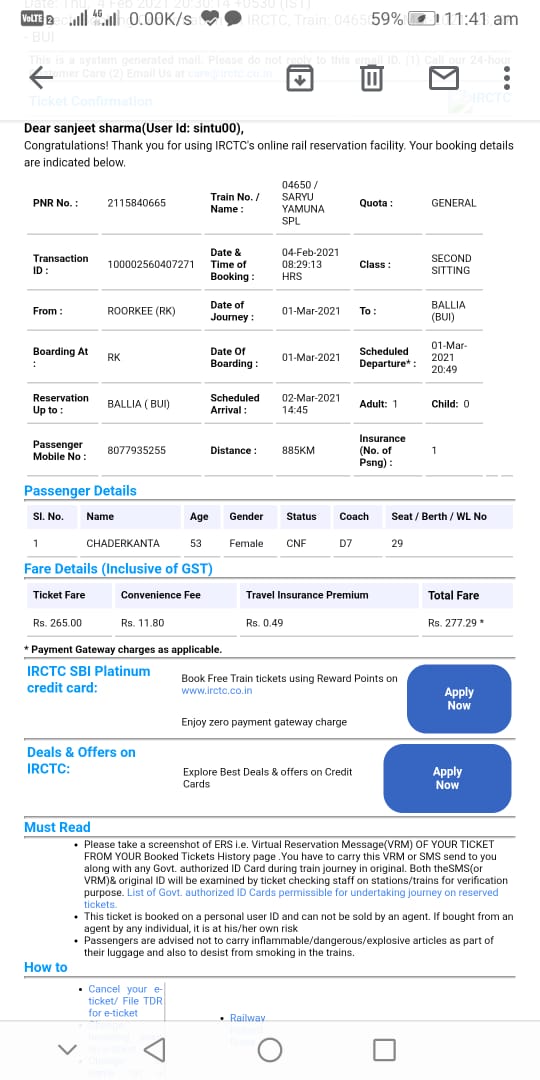 Date: Thu, 4 Feb 2021 20:30:14 +0530 (IST)
VoLTE 2 4G 0.00K/s 59% 11:41 am
IRCTC, Train: 0465
- BUI
This is a system generated mail. Please do not reply to this email ID. (1) Call our 24-hour
Customer Care (2) Email Us at care@irctc.co.in
Ticket Confirmation IRCTC
Dear sanjeet sharma(User Id: sintu00),
Congratulations! Thank you for using IRCTC's online rail reservation facility. Your booking details
are indicated below.
PNR No. : 2115840665 Train No. / Name : 04650 / SARYU YAMUNA SPL Quota : GENERAL
Transaction ID : 100002560407271 Date & Time of Booking : 04-Feb-2021 08:29:13 HRS Class : SECOND SITTING
From : ROORKEE (RK) Date of Journey : 01-Mar-2021 To : BALLIA (BUI)
Boarding At : RK Date Of Boarding : 01-Mar-2021 Scheduled Departure* : 01-Mar-2021 20:49
Reservation Up to : BALLIA ( BUI) Scheduled Arrival : 02-Mar-2021 14:45 Adult: 1 Child: 0
Passenger Mobile No : 8077935255 Distance : 885KM Insurance (No. of Psng) : 1
Passenger Details
Sl. No. Name Age Gender Status Coach Seat / Berth / WL No
1 CHADERKANTA 53 Female CNF D7 29
Fare Details (Inclusive of GST)
Ticket Fare Convenience Fee Travel Insurance Premium Total Fare
Rs. 265.00 Rs. 11.80 Rs. 0.49 Rs. 277.29 *
* Payment Gateway charges as applicable.
IRCTC SBI Platinum
credit card:
Book Free Train tickets using Reward Points on
www.irctc.co.in
Enjoy zero payment gateway charge
Apply
Now
Deals & Offers on
IRCTC:
Explore Best Deals & offers on Credit
Cards
Apply
Now
Must Read
• Please take a screenshot of ERS i.e. Virtual Reservation Message(VRM) OF YOUR TICKET
FROM YOUR Booked Tickets History page .You have to carry this VRM or SMS send to you
along with any Govt. authorized ID Card during train journey in original. Both theSMS(or
VRM)& original ID will be examined by ticket checking staff on stations/trains for verification
purpose. List of Govt. authorized ID Cards permissible for undertaking journey on reserved
tickets.
• This ticket is booked on a personal user ID and can not be sold by an agent. If bought from an
agent by any individual, it is at his/her own risk
• Passengers are advised not to carry inflammable/dangerous/explosive articles as part of
their luggage and also to desist from smoking in the trains.
How to
• Cancel your e-
ticket/ File TDR
for e-ticket
• Railway